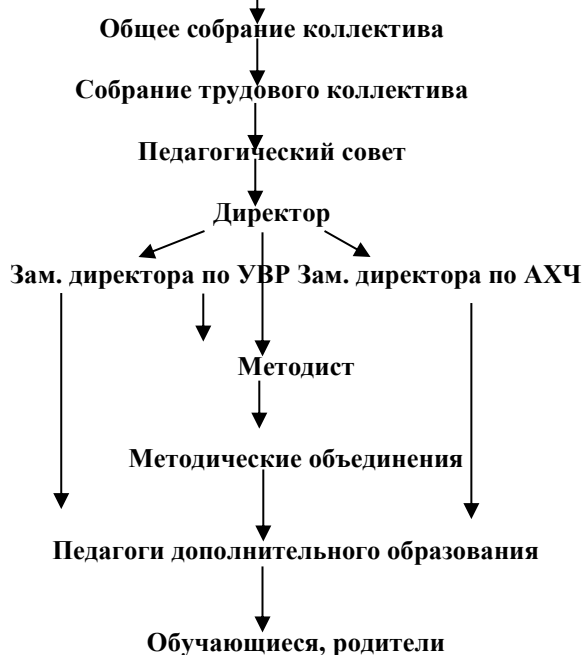 Общее собрание коллектива
Собрание трудового коллектива
Педагогический совет
Директор
Зам. директора по УВР Зам. директора по АХЧ
Методист
Методические объединения
Педагоги дополнительного образования
Обучающиеся, родители